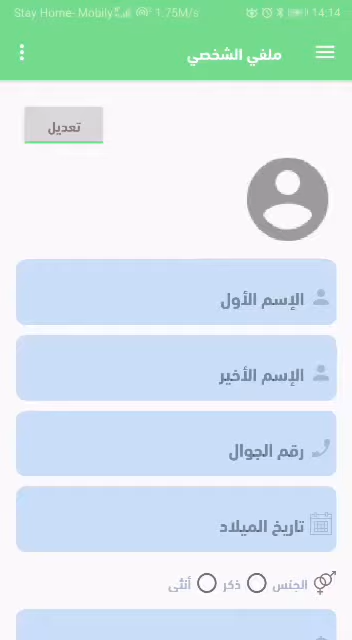 Stay Home- Mobily 1.75M/s 14:14
ملفي الشخصي
تعديل
الإسم الأول
الإسم الأخير
رقم الجوال
تاريخ الميلاد
الجنس ذكر أنثى